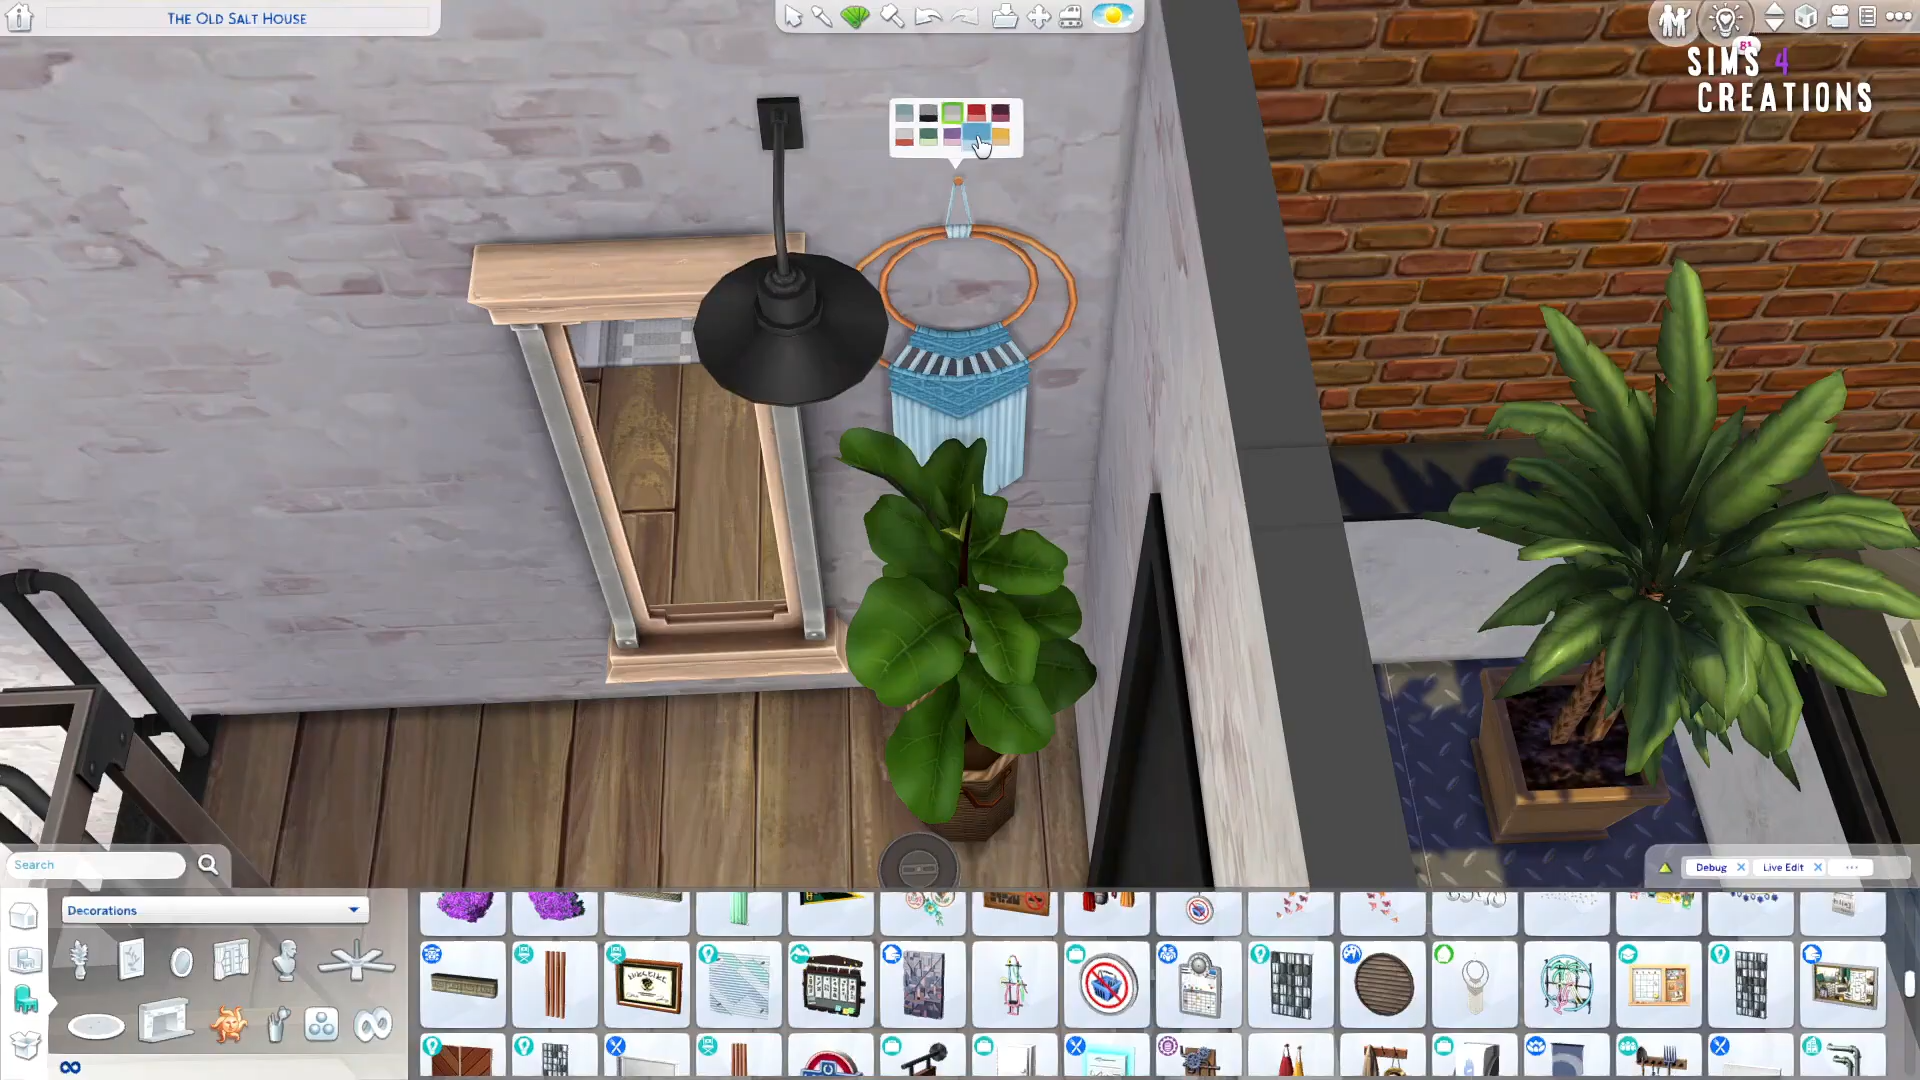 THE OLD SALT HOUSE
SIMS 4
CREATIONS
Search
Debug
Live Edit
Decorations